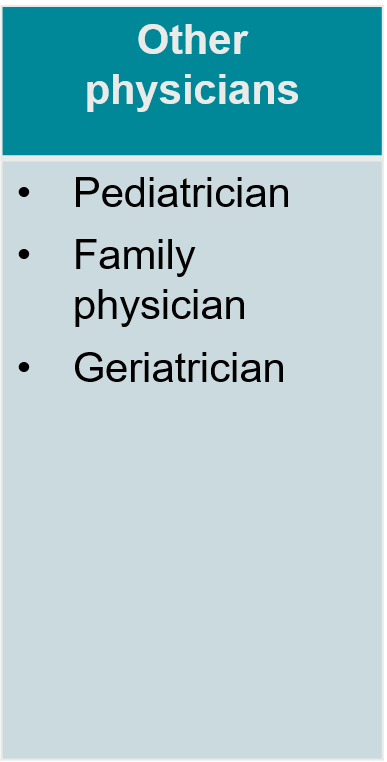 Other
physicians
• Pediatrician
• Family
physician
• Geriatrician